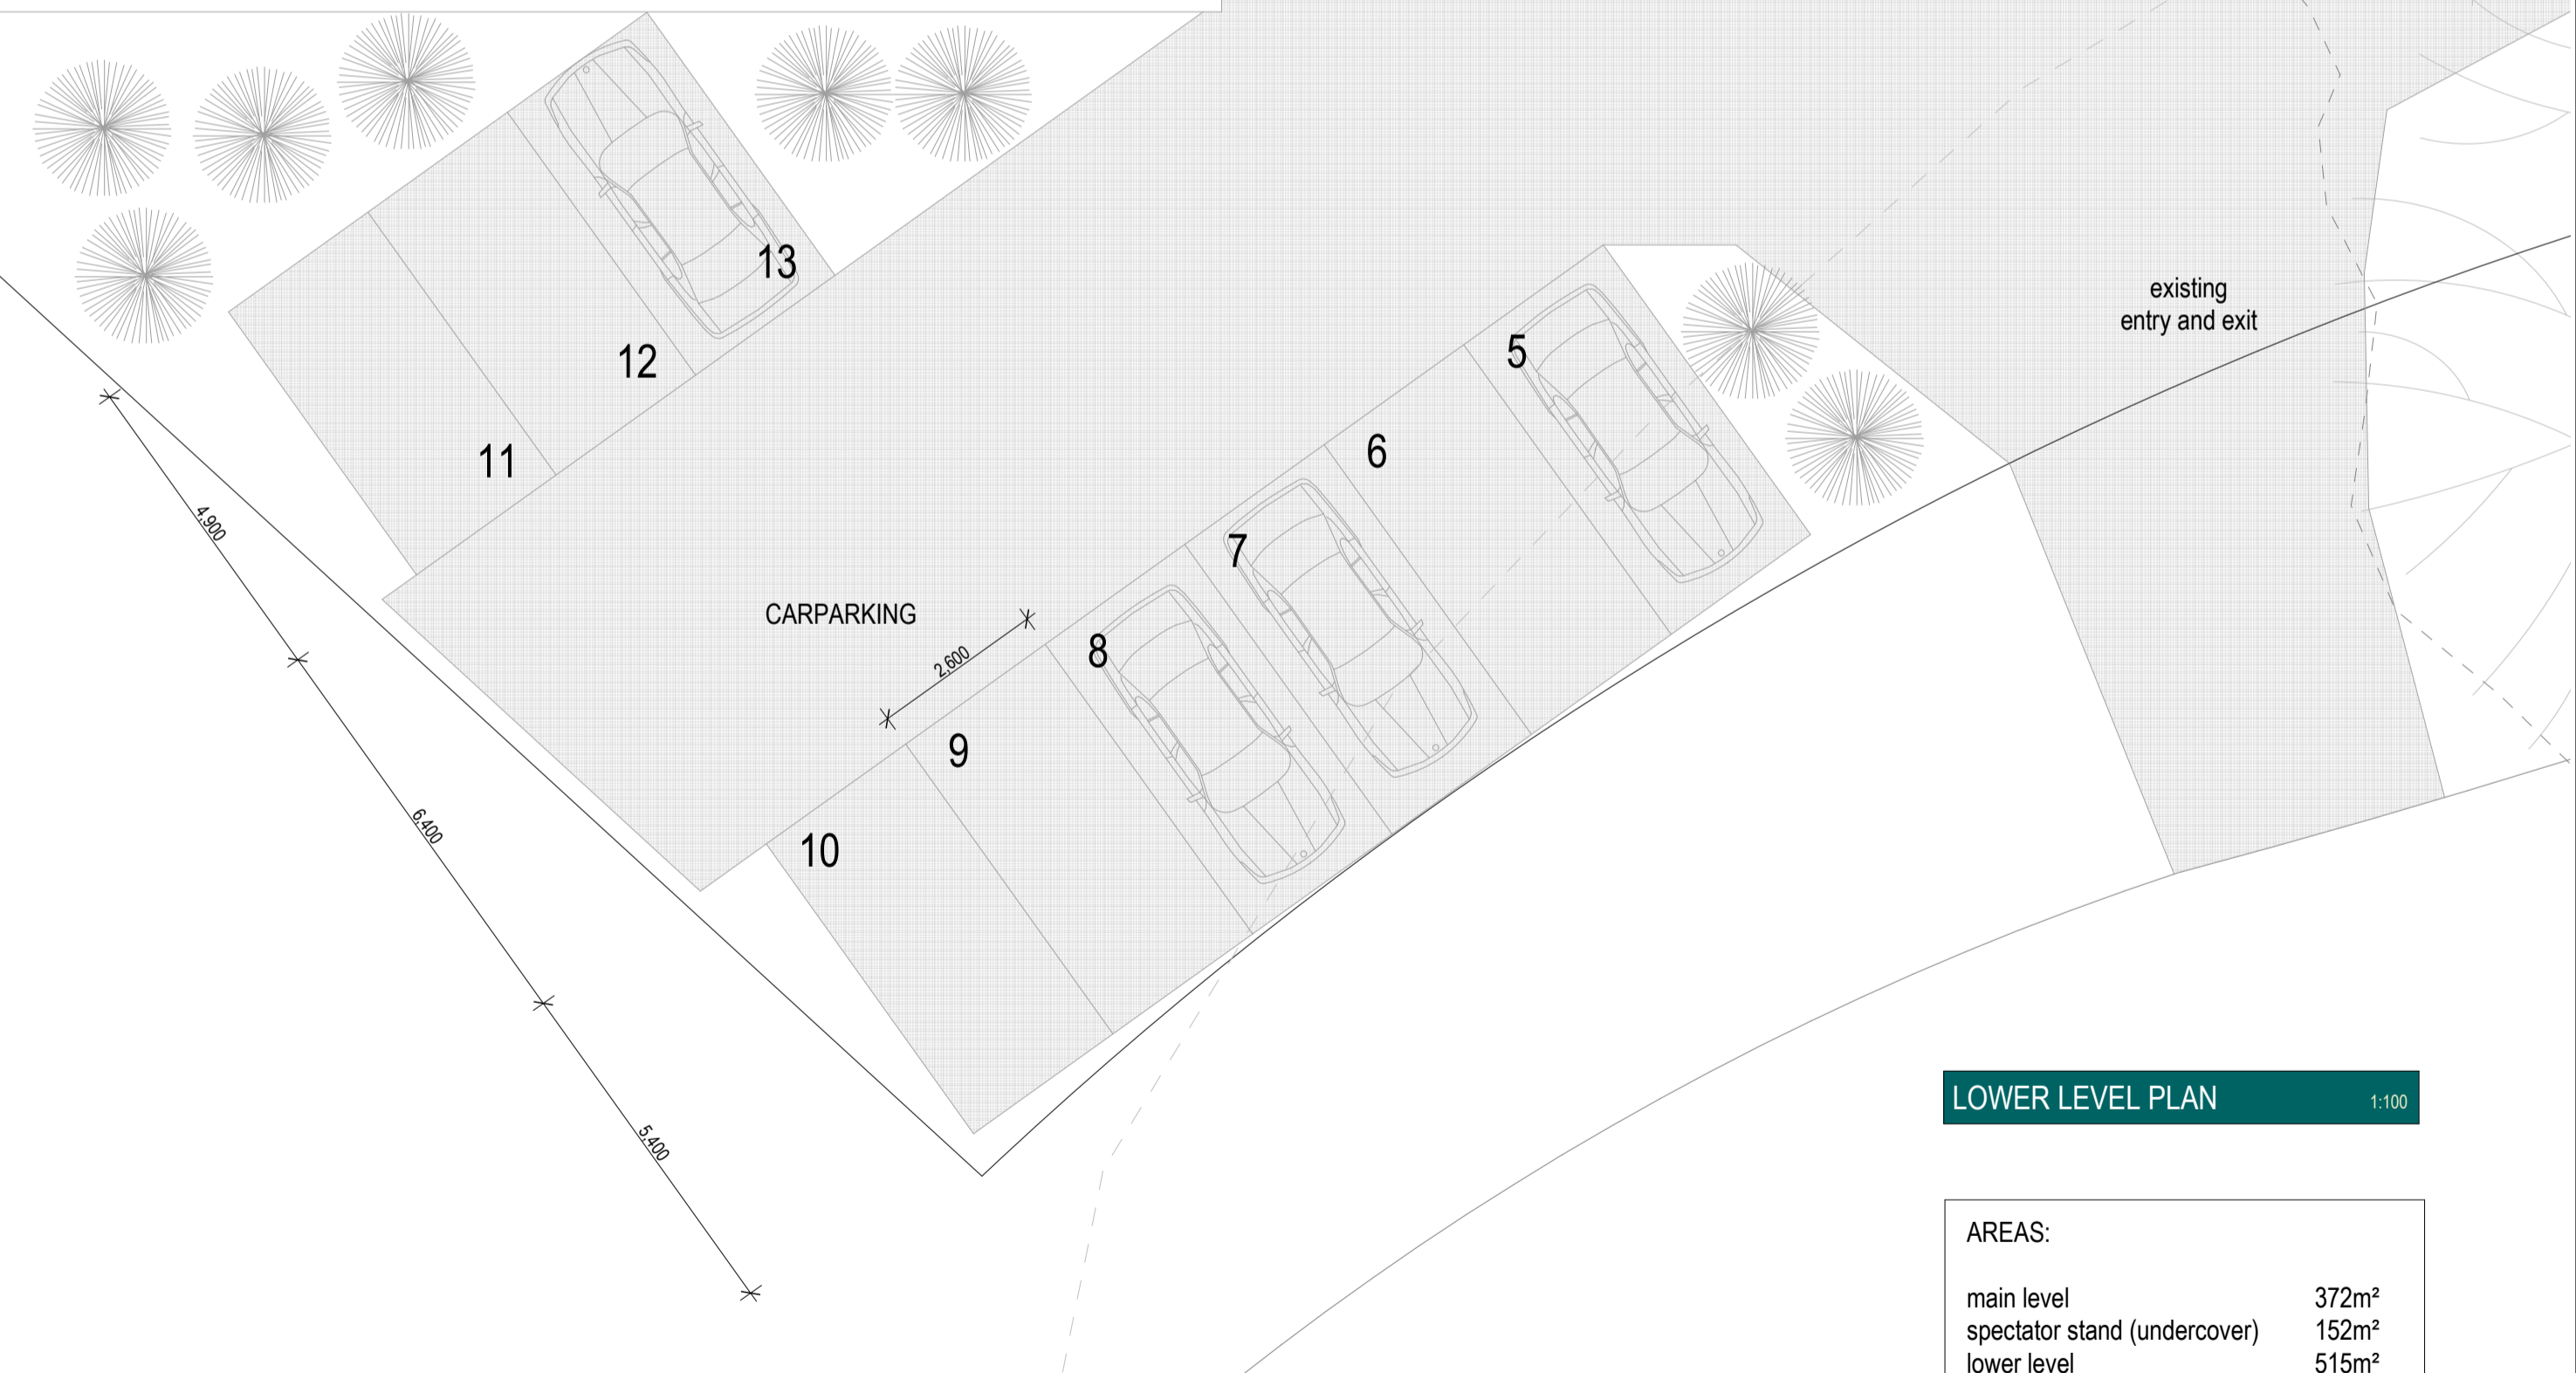 13
existing
entry and exit
5
12
6
11
4,900
7
CARPARKING
8
2,600
9
6,400
10
LOWER LEVEL PLAN 1:100
5,400
AREAS:
main level 372m²
spectator stand (undercover) 152m²
lower level 515m²